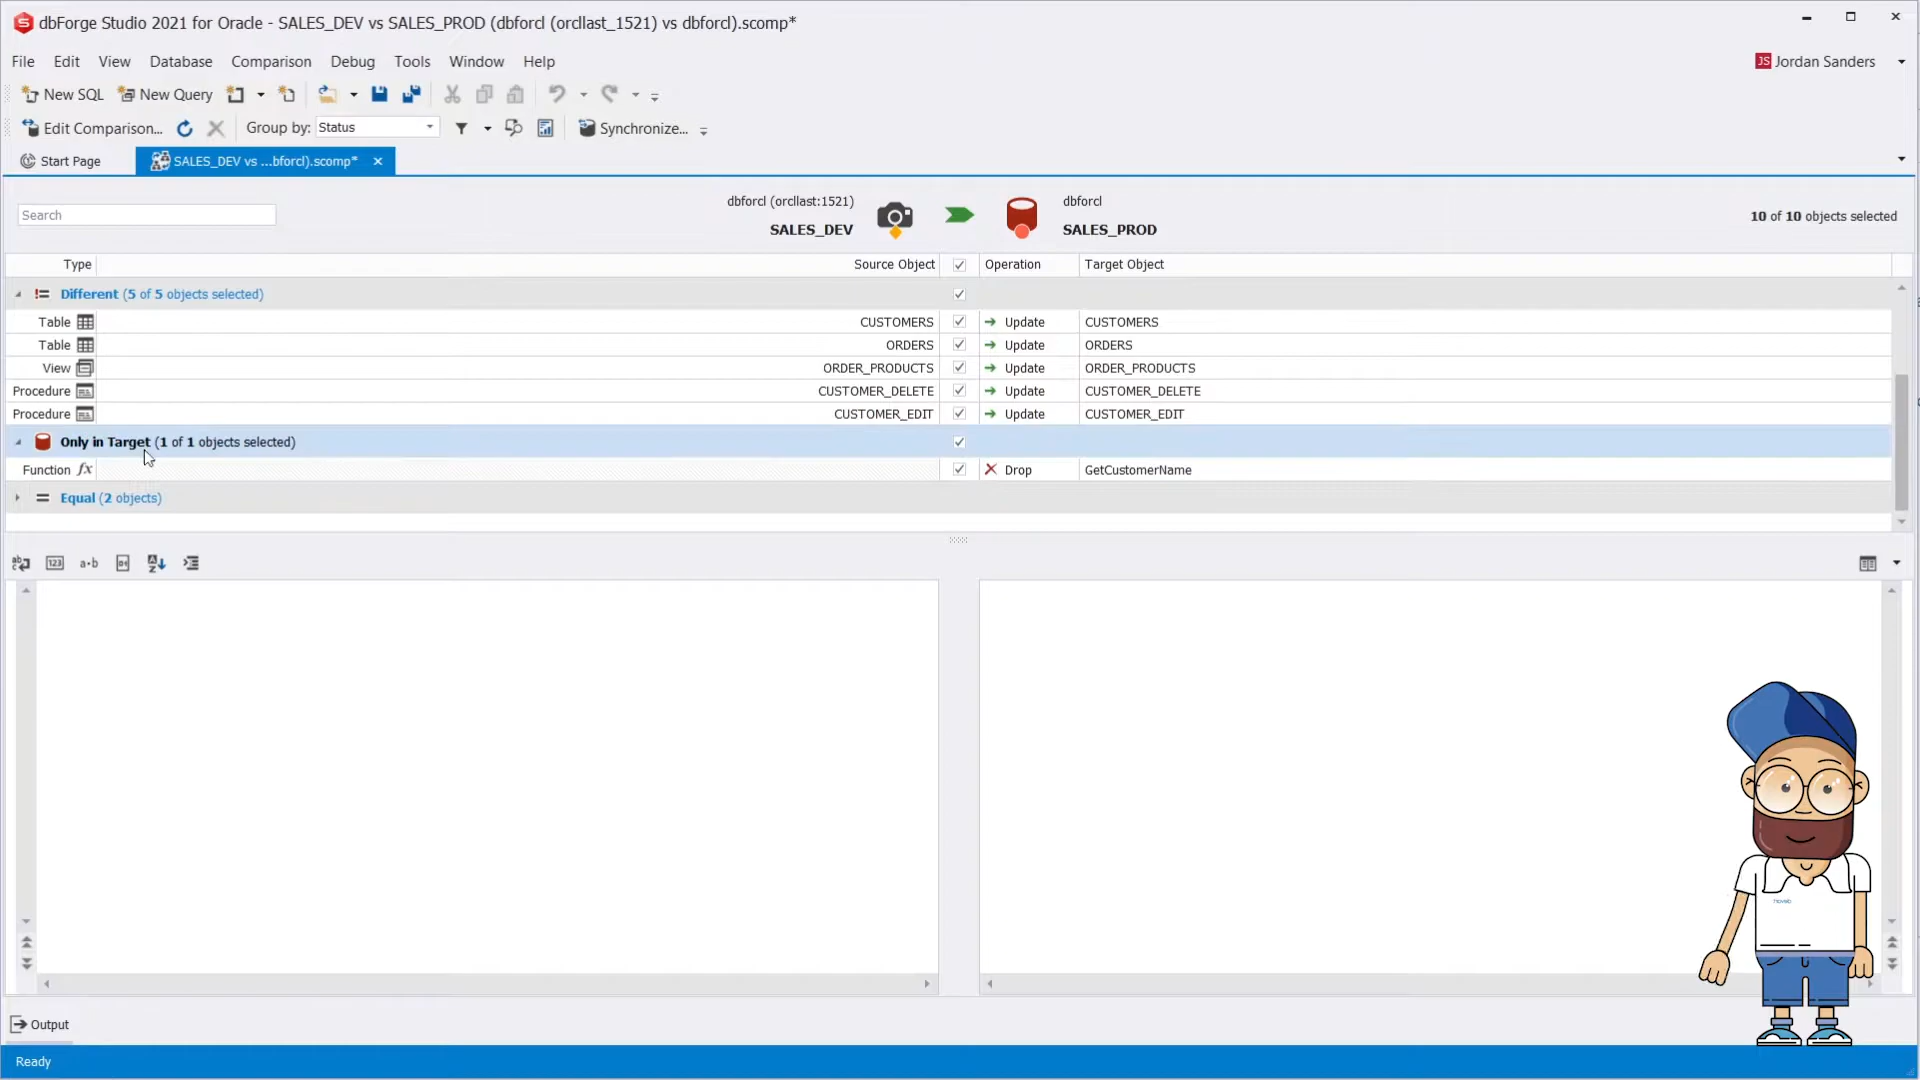 dbForge Studio 2021 for Oracle - SALES_DEV vs SALES_PROD (dbforcl (orcllast_1521) vs dbforcl).scomp*
File Edit View Database Comparison Debug Tools Window Help
JS Jordan Sanders
New SQL New Query
Edit Comparison... Group by: Status Synchronize...
Start Page SALES_DEV vs ...bforcl).scomp*
Search
dbforcl (orcllast:1521)
SALES_DEV
dbforcl
SALES_PROD
10 of 10 objects selected
Type Source Object Operation Target Object
Different (5 of 5 objects selected)
Table CUSTOMERS Update CUSTOMERS
Table ORDERS Update ORDERS
View ORDER_PRODUCTS Update ORDER_PRODUCTS
Procedure CUSTOMER_DELETE Update CUSTOMER_DELETE
Procedure CUSTOMER_EDIT Update CUSTOMER_EDIT
Only in Target (1 of 1 objects selected)
Function fx Drop GetCustomerName
Equal (2 objects)
Output
Ready